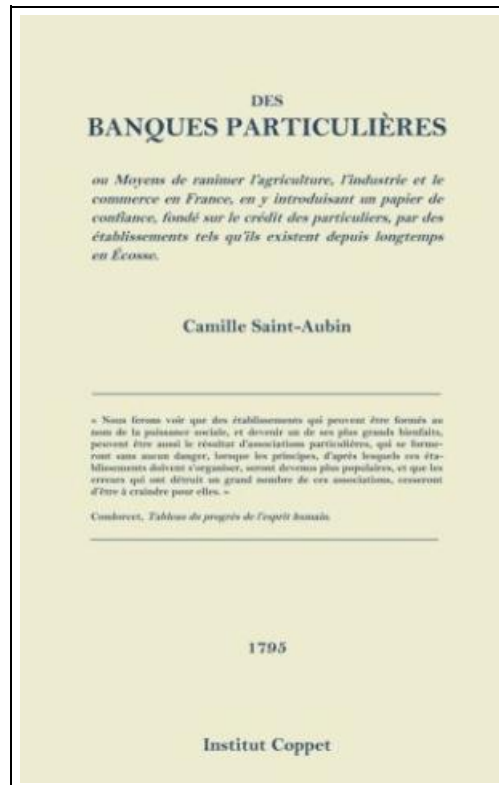 DES
BANQUES PARTICULIÈRES
ou Moyens de ranimer l'agriculture, l'industrie et le
commerce en France, en y introduisant un papier de
confiance, fondé sur le crédit des particuliers, par des
établissements tels qu'ils existent depuis longtemps
en Écosse.
Camille Saint-Aubin
« Nous ferons voir que des établissements qui peuvent être formés au
nom de la puissance sociale, et devenir un de ses plus grands bienfaits,
peuvent être aussi le résultat d'associations particulières, qui se forme-
ront sans aucun danger, lorsque les principes, d'après lesquels ces éta-
blissements doivent s'organiser, seront devenus plus populaires, et que les
erreurs qui ont détruit un grand nombre de ces associations, cesseront
d'être à craindre pour elles. »
Condorcet, Tableau du progrès de l'esprit humain.
1795
Institut Coppet